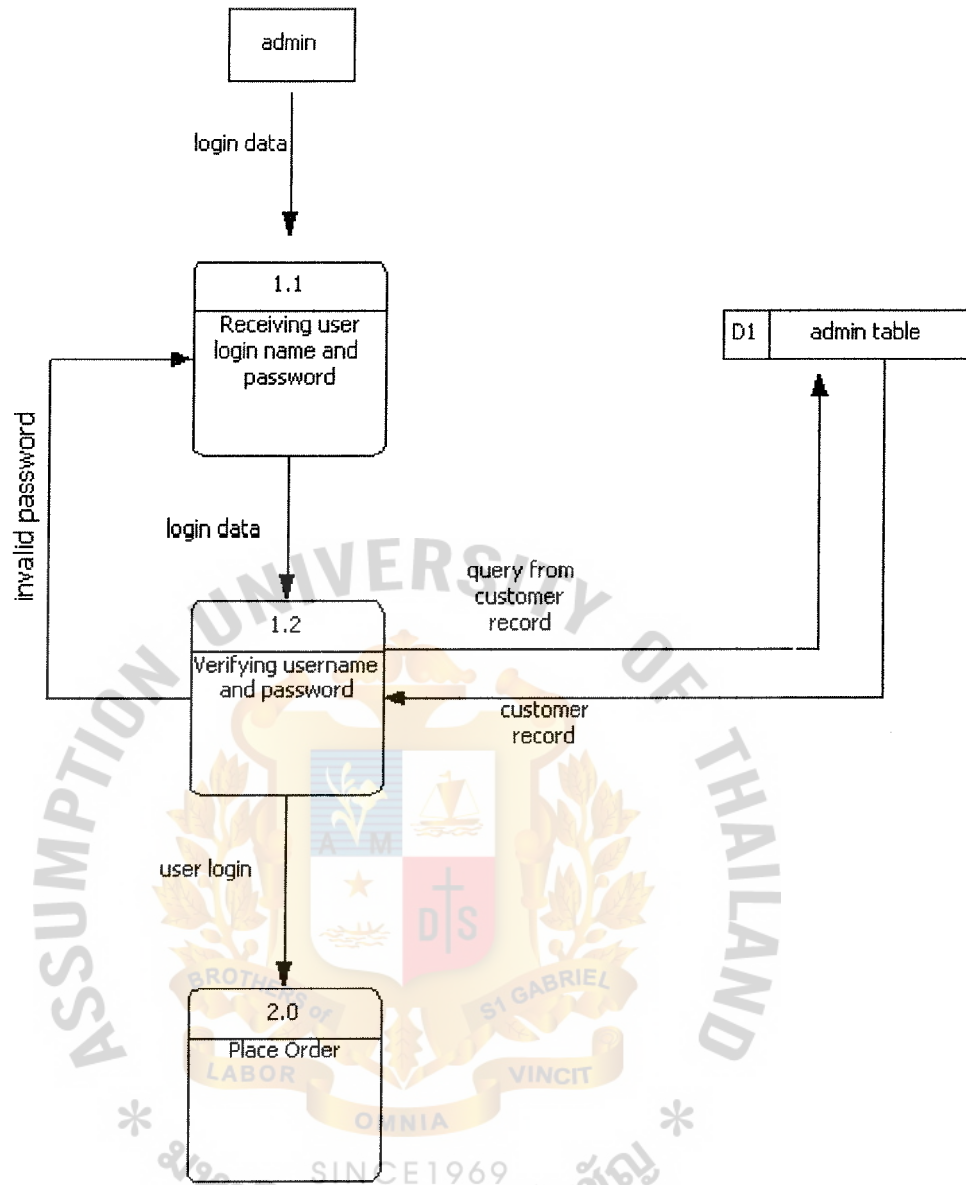 admin
login data
1.1
Receiving user
login name and
password
D1 admin table
invalid password
login data
query from
customer
record
1.2
Verifying username
and password
customer
record
user login
2.0
Place Order
ASSUMPTION UNIVERSITY OF THAILAND
A M
D S
BROTHERS of
S1 GABRIEL
LABOR
VINCIT
OMNIA
SINCE1969